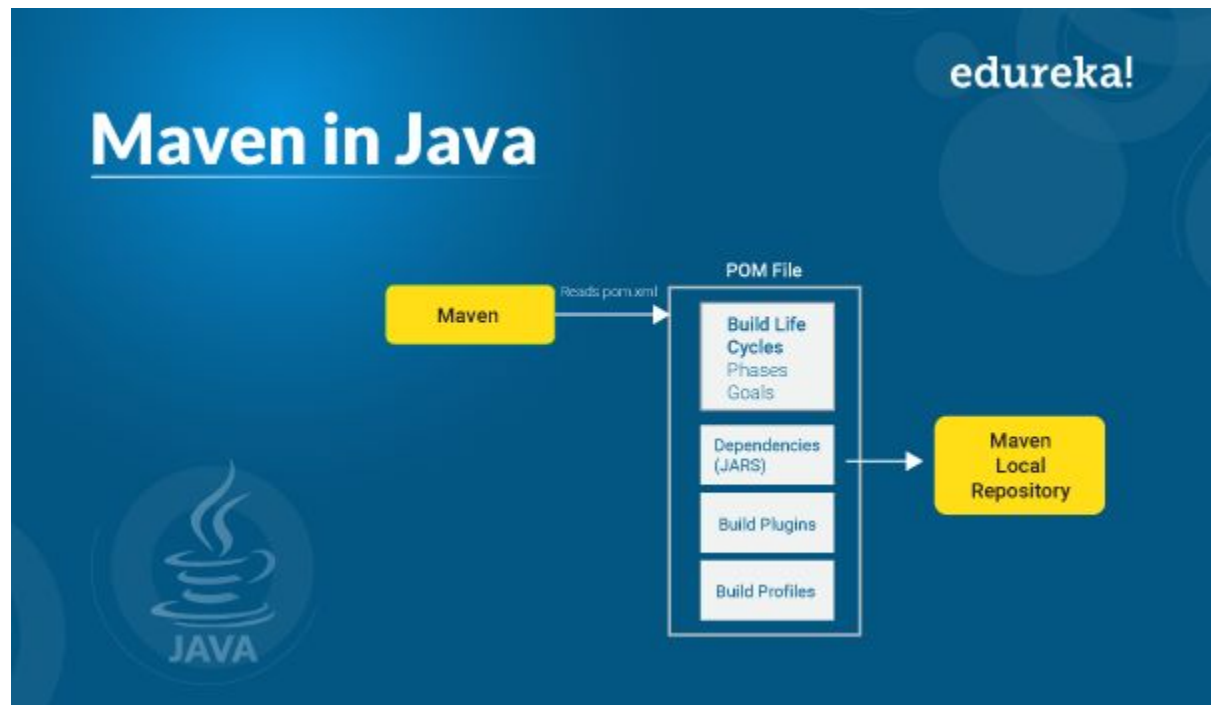 edureka!
Maven in Java
POM File
Reads pom.xml
Maven
Build Life
Cycles
Phases
Goals
Dependencies
(JARS)
Maven
Local
Repository
Build Plugins
Build Profiles
JAVA